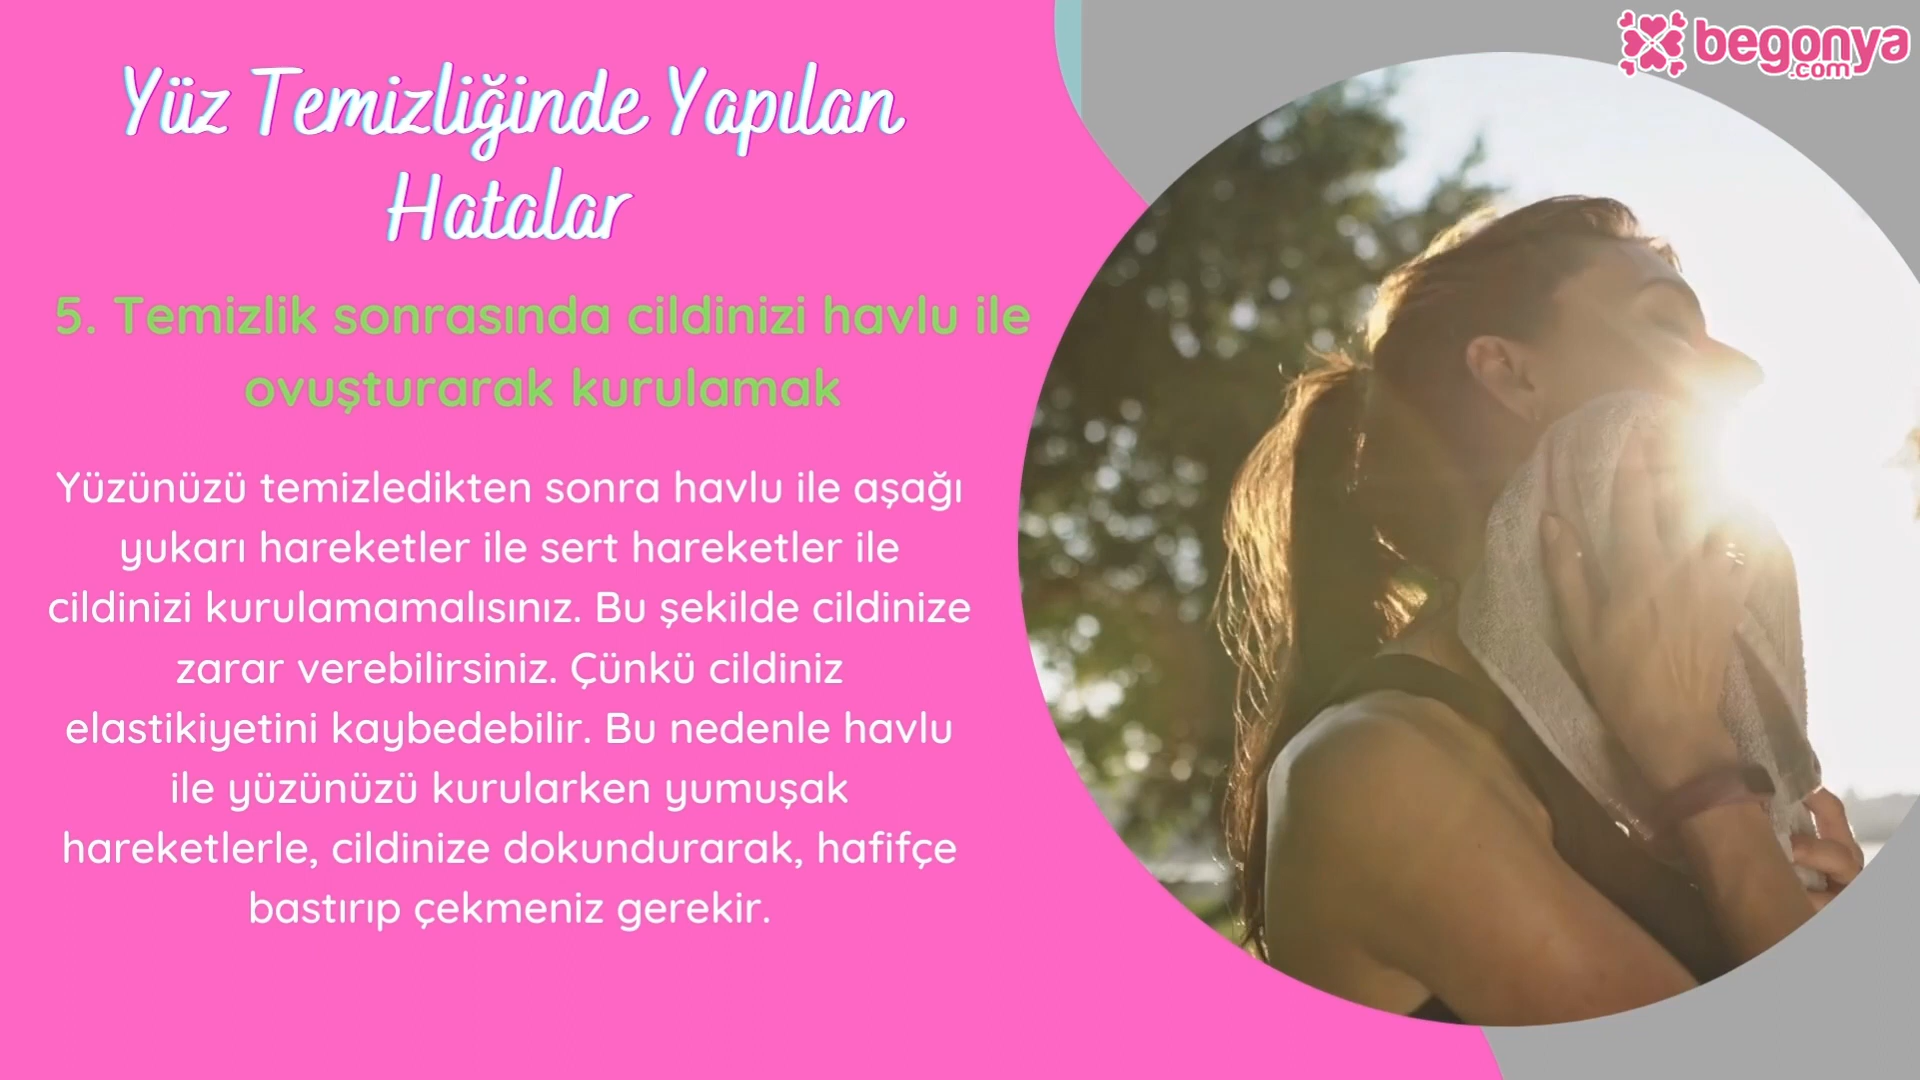 begonya
.com
Yüz Temizliğinde Yapılan
Hatalar
5. Temizlik sonrasında cildinizi havlu ile
ovuşturarak kurulamak
Yüzünüzü temizledikten sonra havlu ile aşağı
yukarı hareketler ile sert hareketler ile
cildinizi kurulamamalısınız. Bu şekilde cildinize
zarar verebilirsiniz. Çünkü cildiniz
elastikiyetini kaybedebilir. Bu nedenle havlu
ile yüzünüzü kurularken yumuşak
hareketlerle, cildinize dokundurarak, hafifçe
bastırıp çekmeniz gerekir.